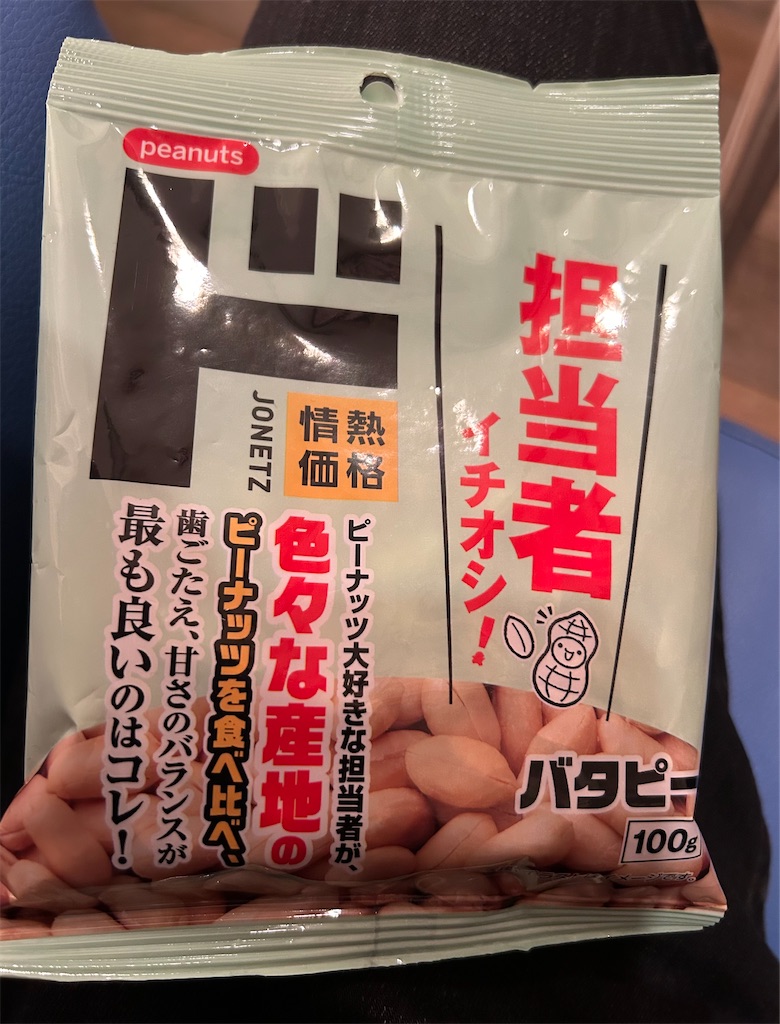 peanuts
ド
JONETZ
情熱
価格
担当者
イチオシ!
ピーナッツ大好きな担当者が、
色々な産地の
ピーナッツを食べ比べ、
歯ごたえ、甘さのバランスが
最も良いのはコレ!
バタピー
100g